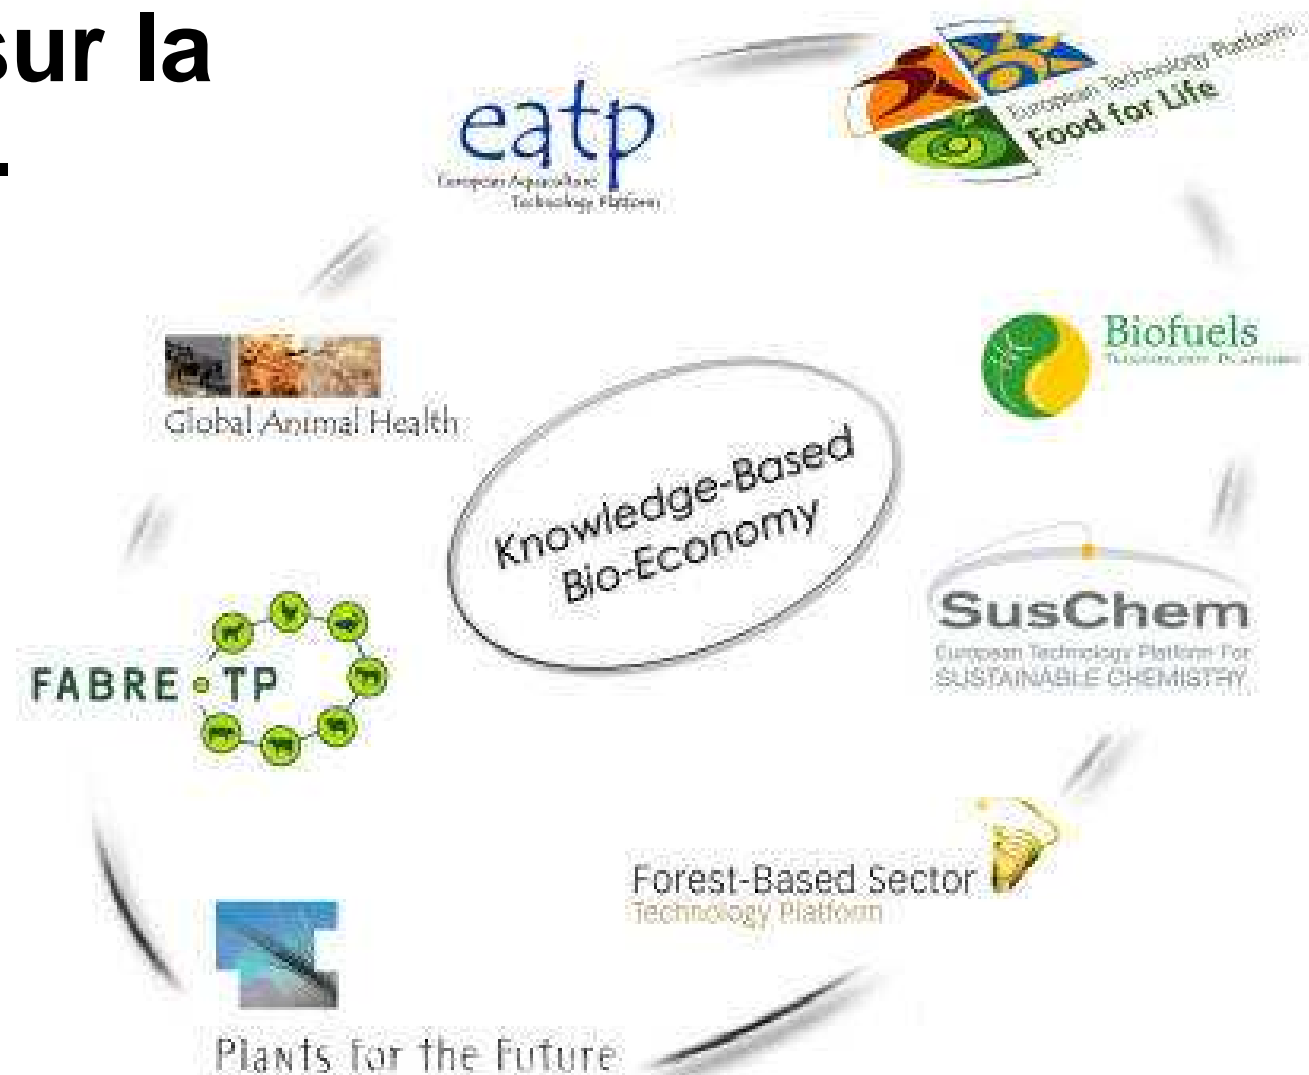 sur la
.
eatp
European Aquaculture
Technology Platform
European Technology Platform
Food for Life
Global Animal Health
Biofuels
TECHNOLOGY PLATFORM
Knowledge-Based
Bio-Economy
SusChem
European Technology Platform For
SUSTAINABLE CHEMISTRY
FABRE TP
Forest-Based Sector
Technology Platform
Plants for the Future